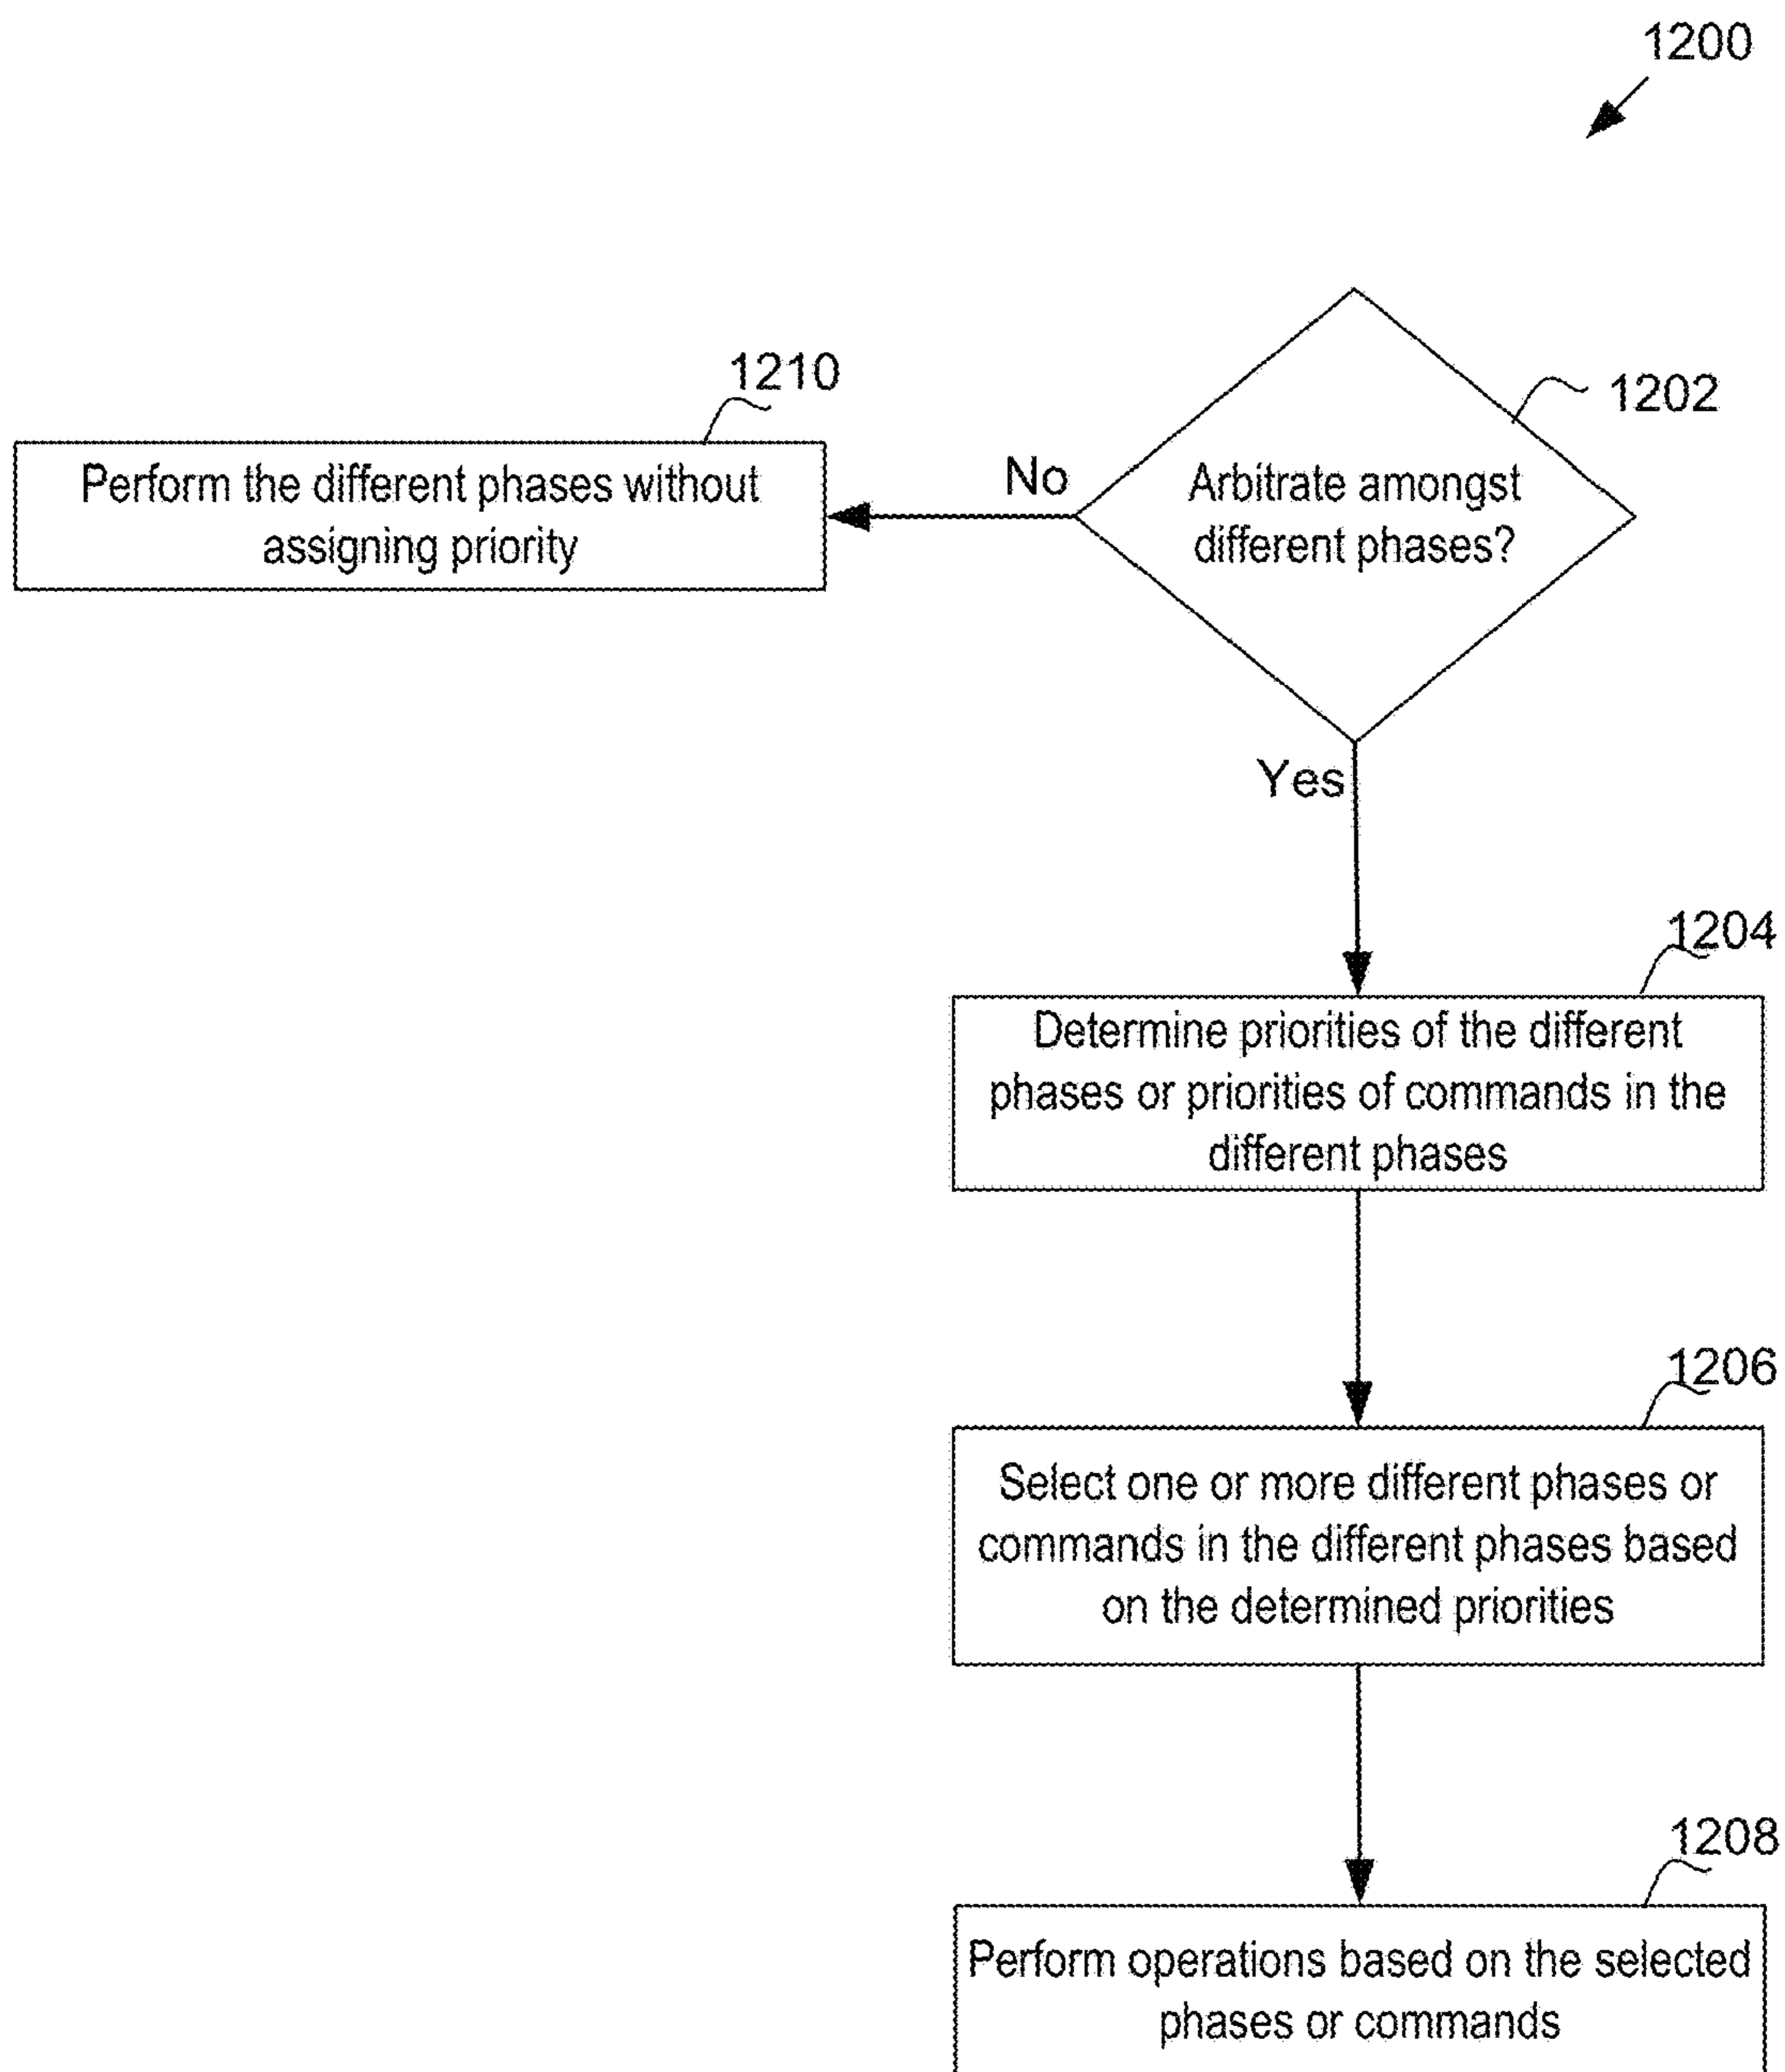 1200
1210
Perform the different phases without
assigning priority
No
1202
Arbitrate amongst
different phases?
Yes
1204
Determine priorities of the different
phases or priorities of commands in the
different phases
1206
Select one or more different phases or
commands in the different phases based
on the determined priorities
1208
Perform operations based on the selected
phases or commands